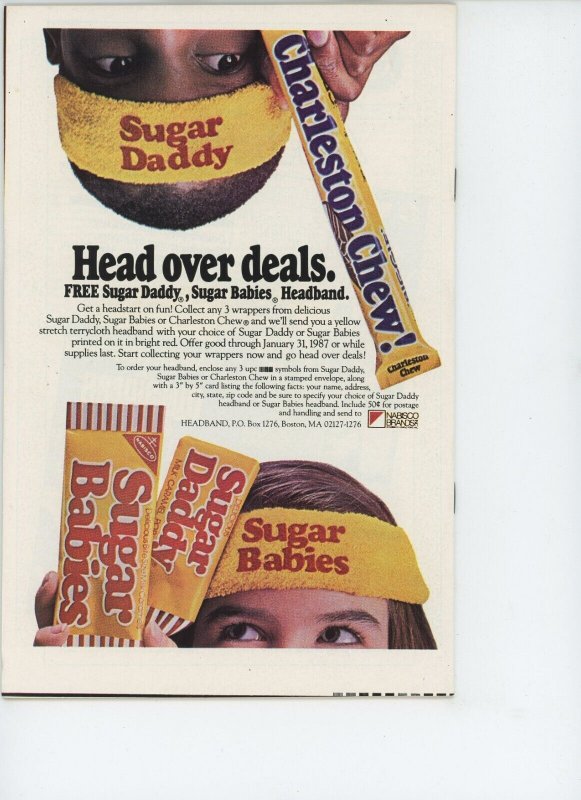 Sugar
Daddy
Charleston Chew!
Charleston
Chew
Head over deals.
FREE Sugar Daddy®, Sugar Babies® Headband.
Get a headstart on fun! Collect any 3 wrappers from delicious
Sugar Daddy, Sugar Babies or Charleston Chew® and we'll send you a yellow
stretch terrycloth headband with your choice of Sugar Daddy or Sugar Babies
printed on it in bright red. Offer good through January 31, 1987 or while
supplies last. Start collecting your wrappers now and go head over deals!
To order your headband, enclose any 3 upc symbols from Sugar Daddy,
Sugar Babies or Charleston Chew in a stamped envelope, along
with a 3" by 5" card listing the following facts: your name, address,
city, state, zip code and be sure to specify your choice of Sugar Daddy
headband or Sugar Babies headband. Include 50¢ for postage
and handling and send to
HEADBAND, P.O. Box 1276, Boston, MA 02127-1276
NABISCO
BRANDS
NABISCO
Sugar
Babies
Sugar
Daddy
MILK CARAMEL POP
Sugar
Babies